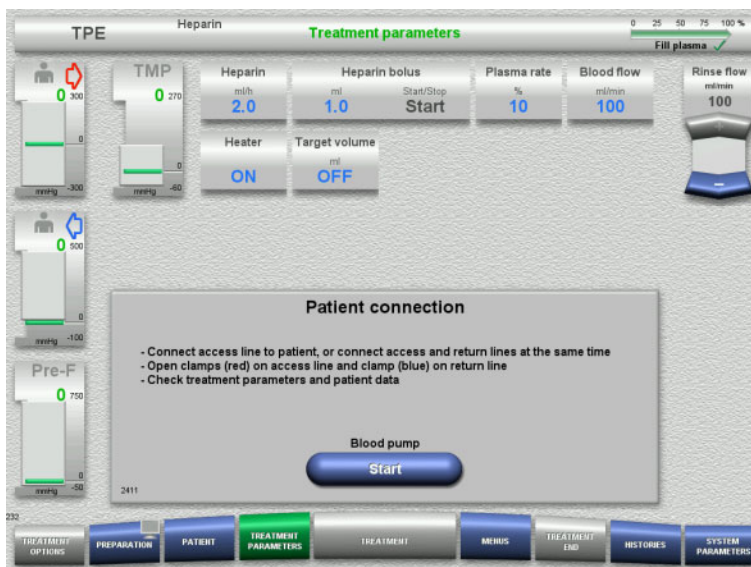 TPE
Heparin
Treatment parameters
0 25 50 75 100 %
Fill plasma
0 300
0
mmHg -300
TMP
0 270
0
mmHg -60
Heparin
ml/h
2.0
Heparin bolus
ml Start/Stop
1.0 Start
Plasma rate
%
10
Blood flow
ml/min
100
Rinse flow
ml/min
100
Heater
ON
Target volume
ml
OFF
0 500
0
mmHg -100
Pre-F
0 750
0
mmHg -50
Patient connection
- Connect access line to patient, or connect access and return lines at the same time
- Open clamps (red) on access line and clamp (blue) on return line
- Check treatment parameters and patient data
Blood pump
Start
2411
232
TREATMENT
OPTIONS
PREPARATION
PATIENT
TREATMENT
PARAMETERS
TREATMENT
MENUS
TREATMENT
END
HISTORIES
SYSTEM
PARAMETERS